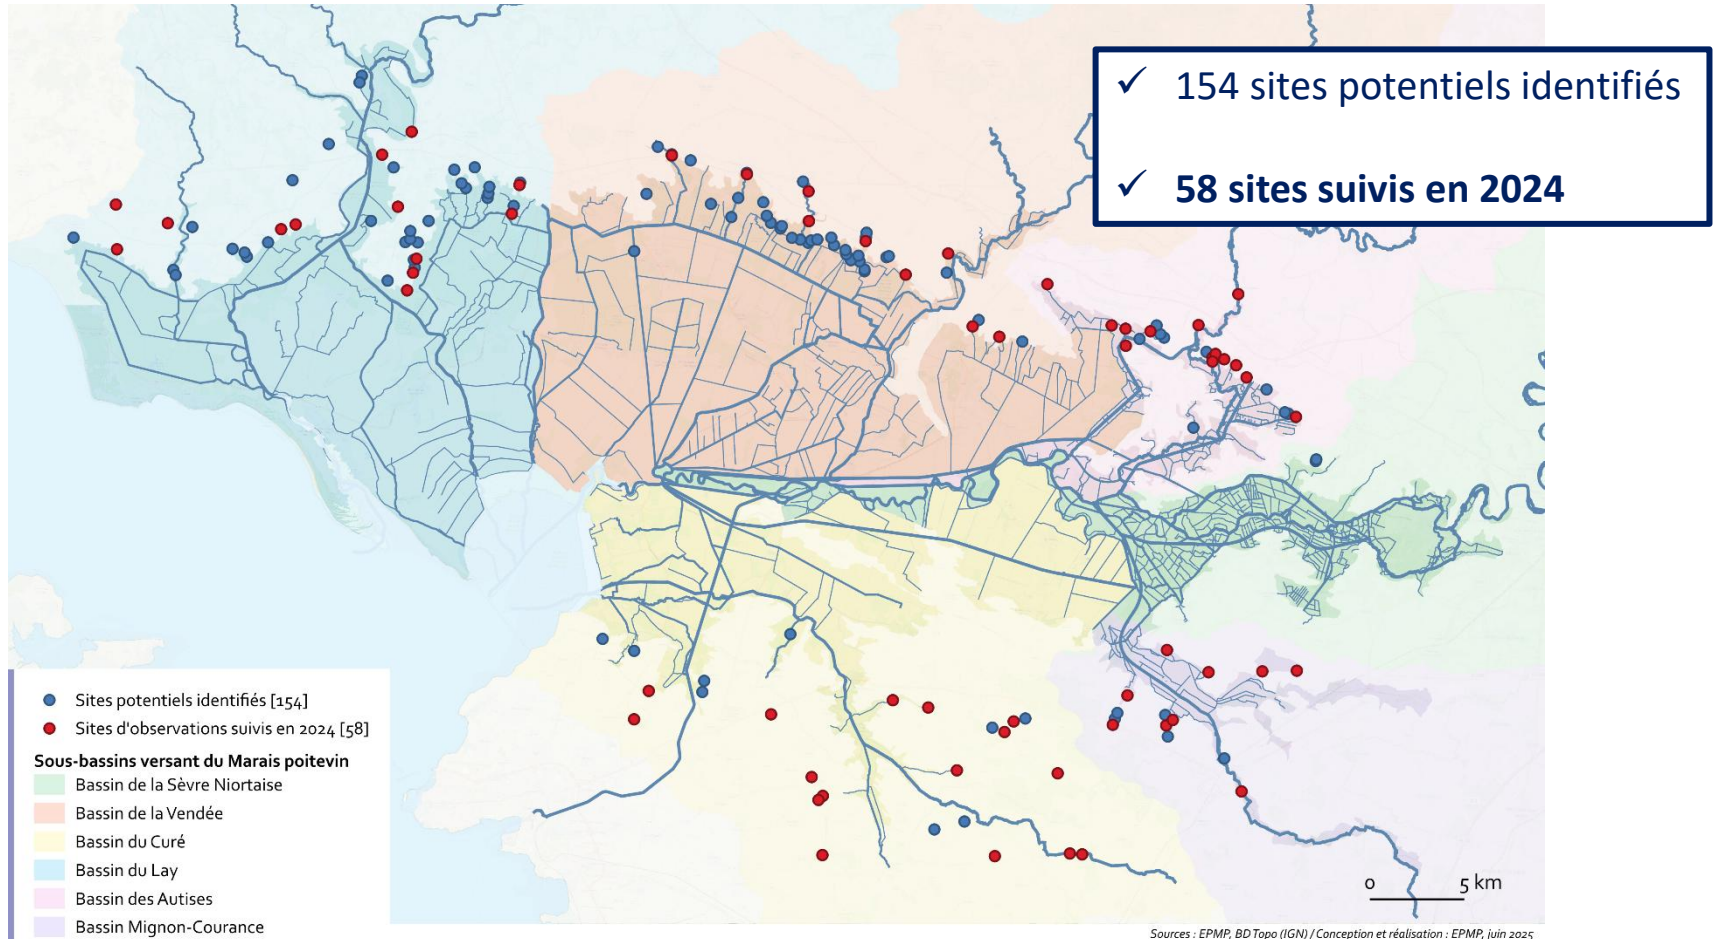 ✓ 154 sites potentiels identifiés
✓ 58 sites suivis en 2024
Sites potentiels identifiés [154]
Sites d'observations suivis en 2024 [58]
Sous-bassins versant du Marais poitevin
Bassin de la Sèvre Niortaise
Bassin de la Vendée
Bassin du Curé
Bassin du Lay
Bassin des Autises
Bassin Mignon-Courance
0 5 km
Sources : EPMP, BD Topo (IGN) / Conception et réalisation : EPMP, juin 2025